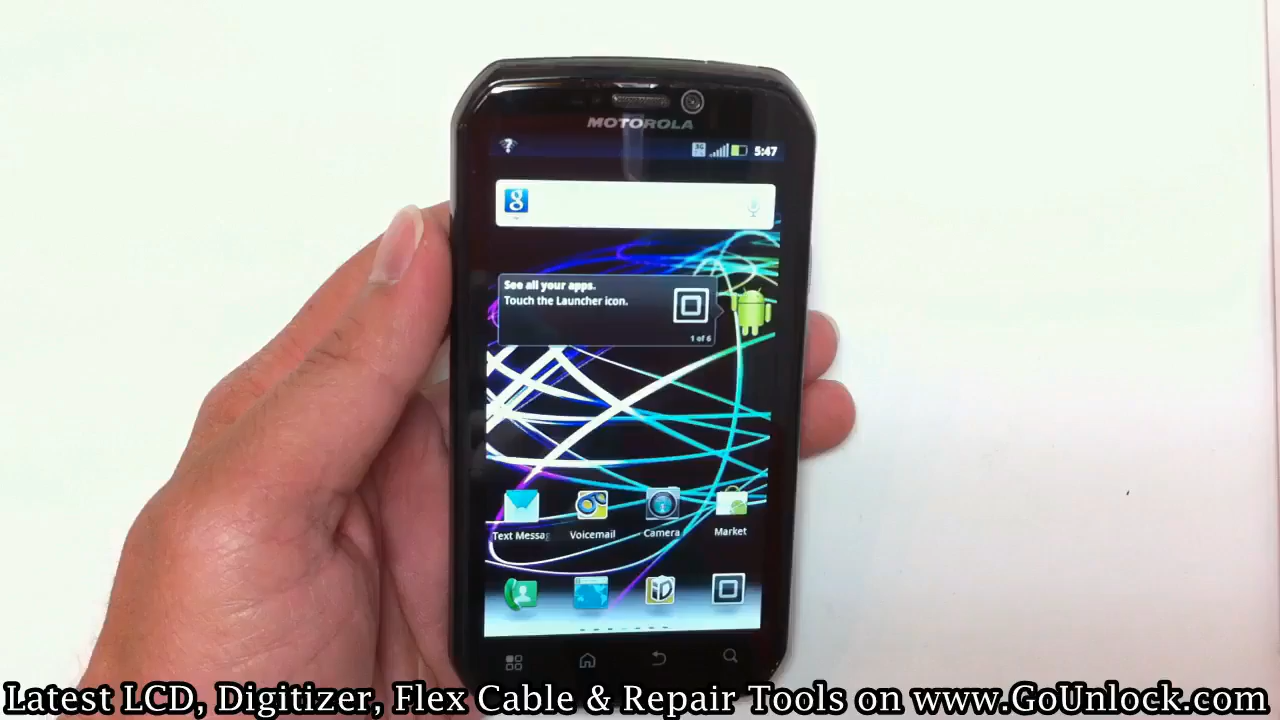 MOTOROLA
3G
5:47
g
See all your apps.
Touch the Launcher icon.
1 of 6
Text Messag
Voicemail
Camera
Market
iD
Latest LCD, Digitizer, Flex Cable & Repair Tools on www.GoUnlock.com